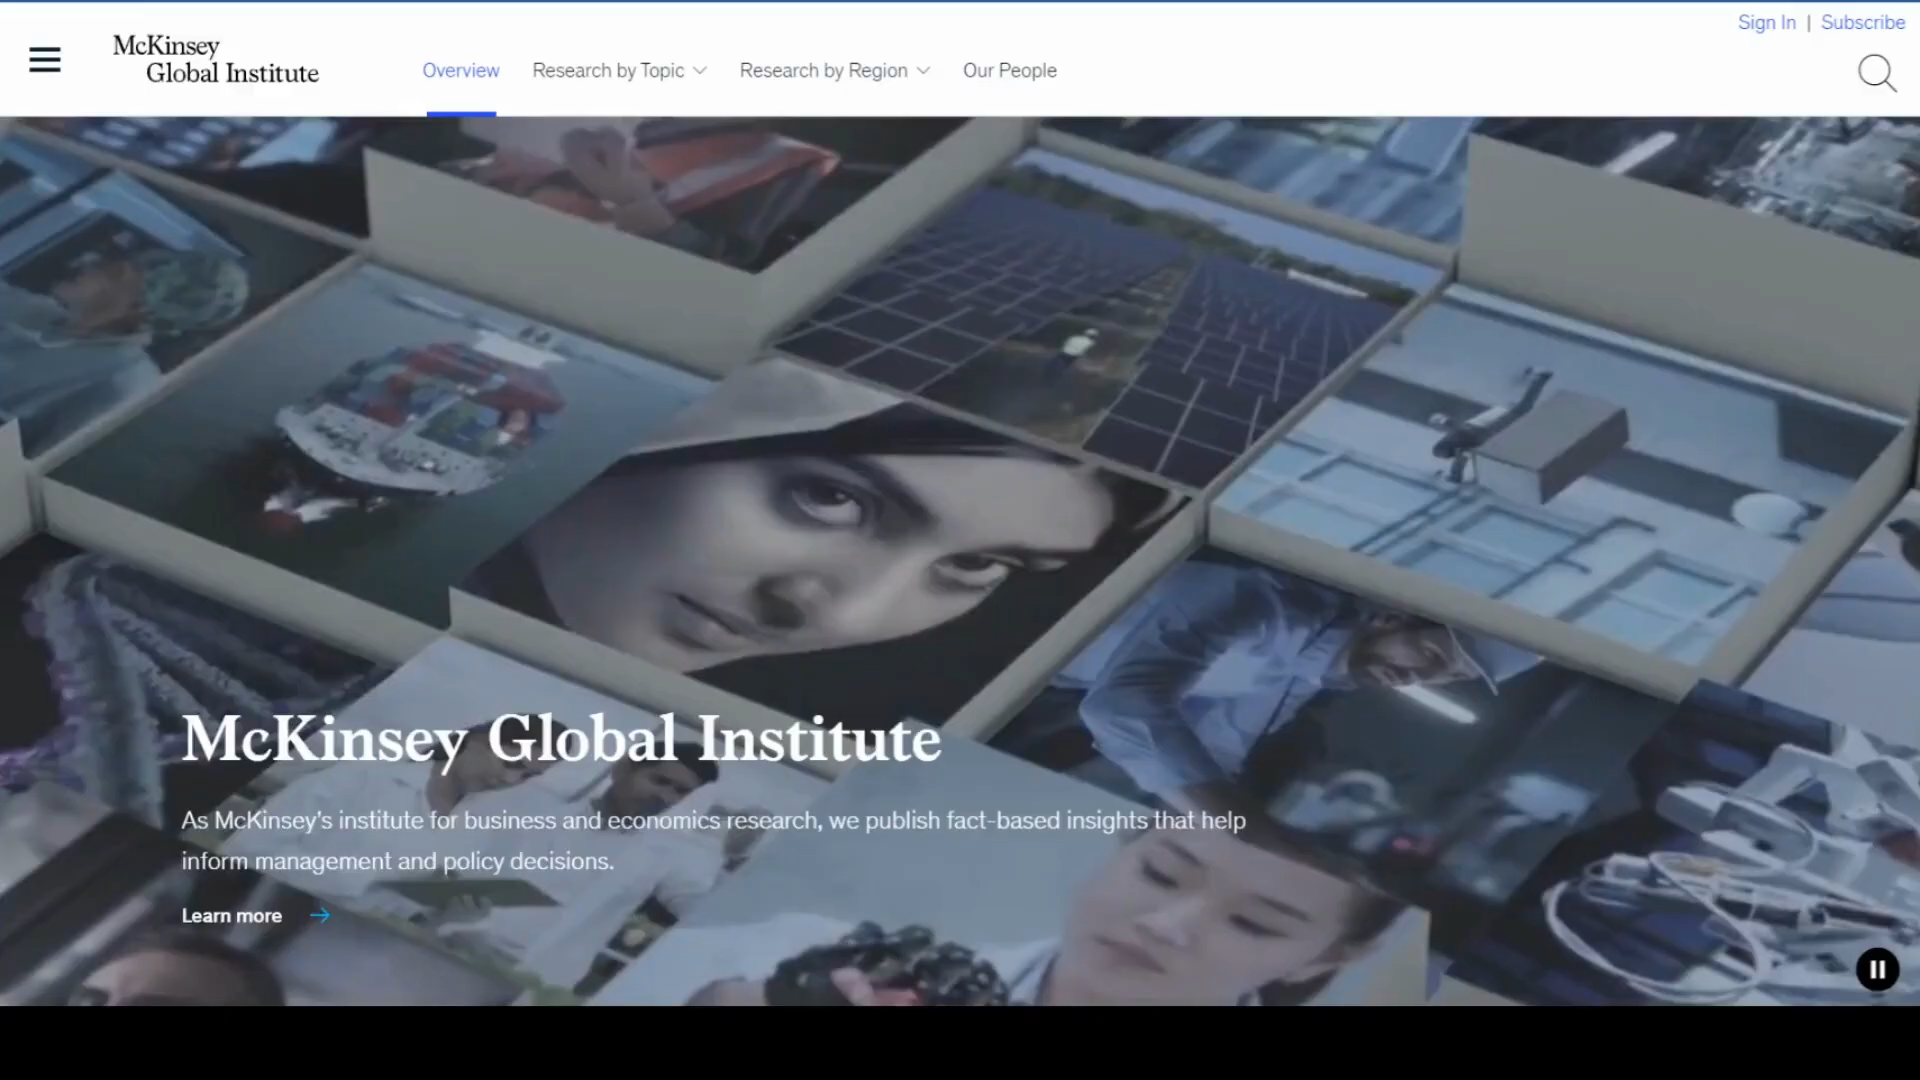 Sign In | Subscribe
McKinsey
Global Institute
Overview
Research by Topic
Research by Region
Our People
McKinsey Global Institute
As McKinsey's institute for business and economics research, we publish fact-based insights that help
inform management and policy decisions.
Learn more